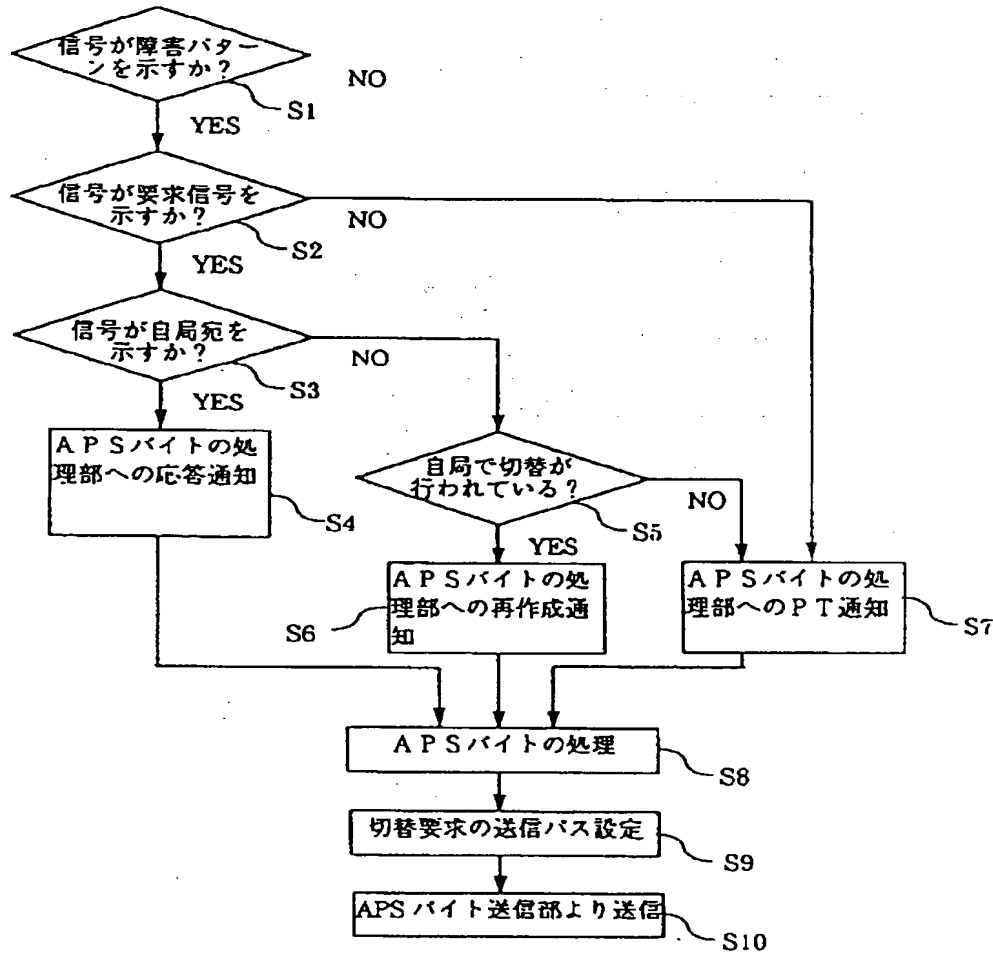 信号が障害パター
ンを示すか？
NO
S1
YES
信号が要求信号を
示すか？
NO
S2
YES
信号が自局宛を
示すか？
NO
S3
YES
ＡＰＳバイトの処
理部への応答通知
S4
自局で切替が
行われている？
NO
S5
YES
ＡＰＳバイトの処
理部への再作成通
知
S6
ＡＰＳバイトの処
理部へのＰＴ通知
S7
ＡＰＳバイトの処理
S8
切替要求の送信パス設定
S9
APSバイト送信部より送信
S10